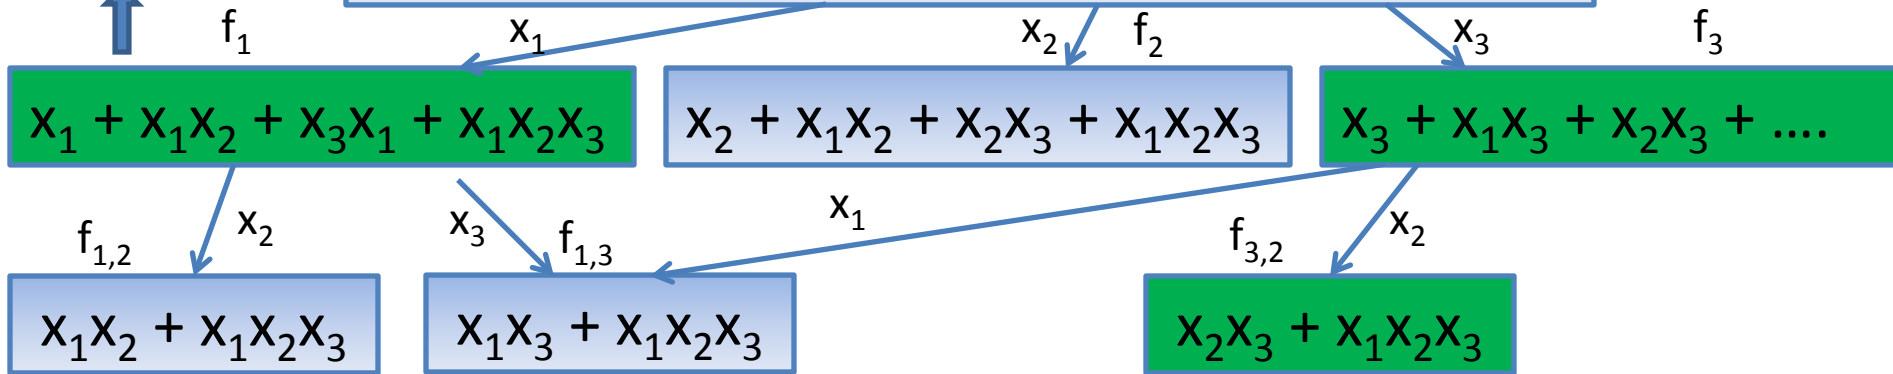 f₁ x₁ x₂ f₂ x₃ f₃
x₁ + x₁x₂ + x₃x₁ + x₁x₂x₃
x₂ + x₁x₂ + x₂x₃ + x₁x₂x₃
x₃ + x₁x₃ + x₂x₃ + ....
f₁,₂ x₂ x₃ f₁,₃ x₁ f₃,₂ x₂
x₁x₂ + x₁x₂x₃
x₁x₃ + x₁x₂x₃
x₂x₃ + x₁x₂x₃